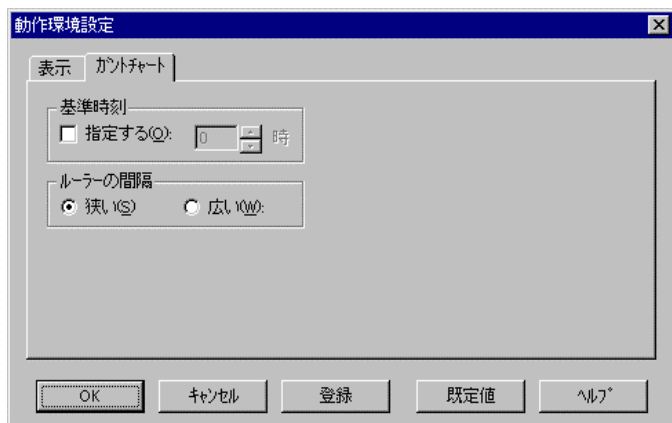 動作環境設定
表示 ｶﾞﾝﾄﾁｬｰﾄ
基準時刻
指定する(O): 0 時
ルーラーの間隔
狭い(S) 広い(W):
OK ｷｬﾝｾﾙ 登録 既定値 ﾍﾙﾌﾟ